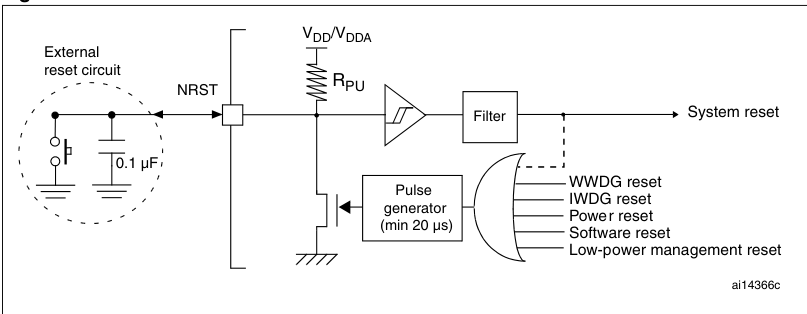 External
reset circuit
NRST
0.1 µF
VDD/VDDA
RPU
Filter
System reset
Pulse
generator
(min 20 µs)
WWDG reset
IWDG reset
Power reset
Software reset
Low-power management reset
ai14366c